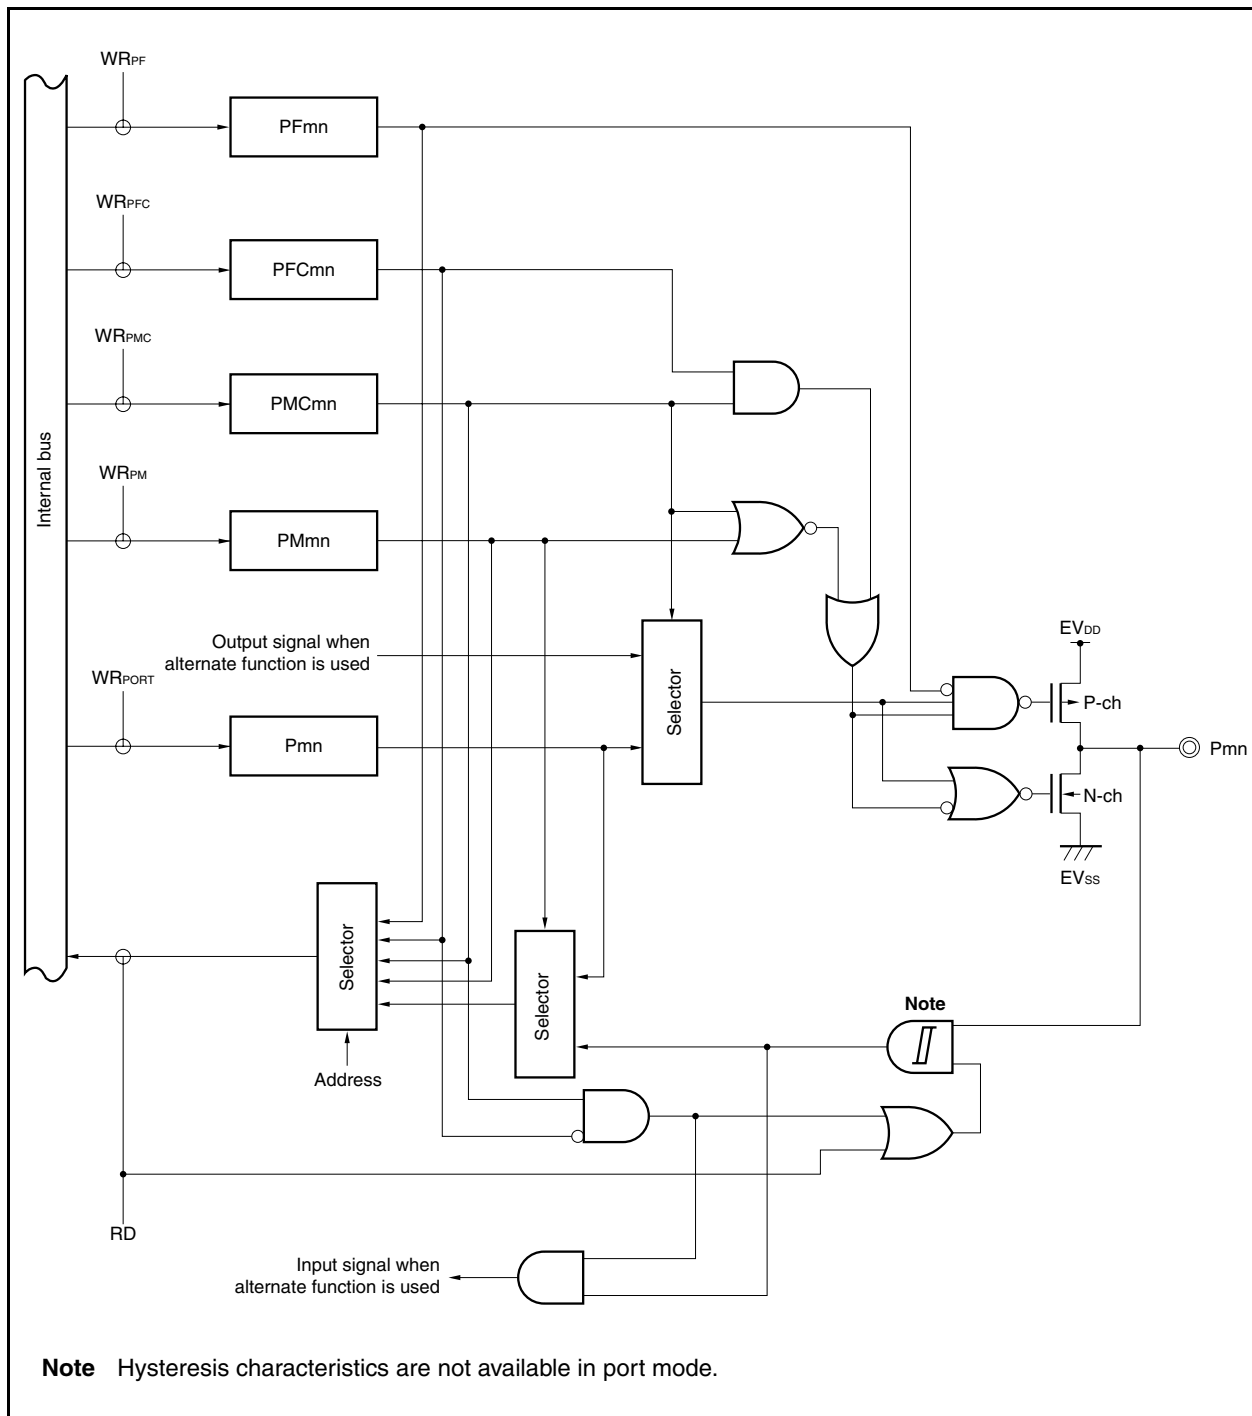 WRPF
PFmn
WRPFC
PFCmn
WRPMC
PMCmn
Internal bus
WRPM
PMmn
Output signal when
alternate function is used
WRPORT
Pmn
Selector
EVDD
P-ch
Pmn
N-ch
EVSS
Selector
Selector
Note
Address
RD
Input signal when
alternate function is used
Note Hysteresis characteristics are not available in port mode.